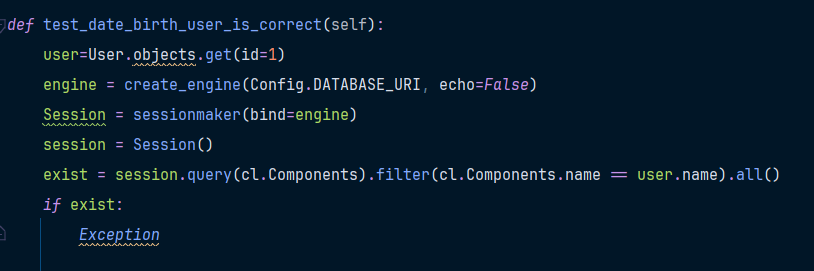 def test_date_birth_user_is_correct(self):
    user=User.objects.get(id=1)
    engine = create_engine(Config.DATABASE_URI, echo=False)
    Session = sessionmaker(bind=engine)
    session = Session()
    exist = session.query(cl.Components).filter(cl.Components.name == user.name).all()
    if exist:
        Exception